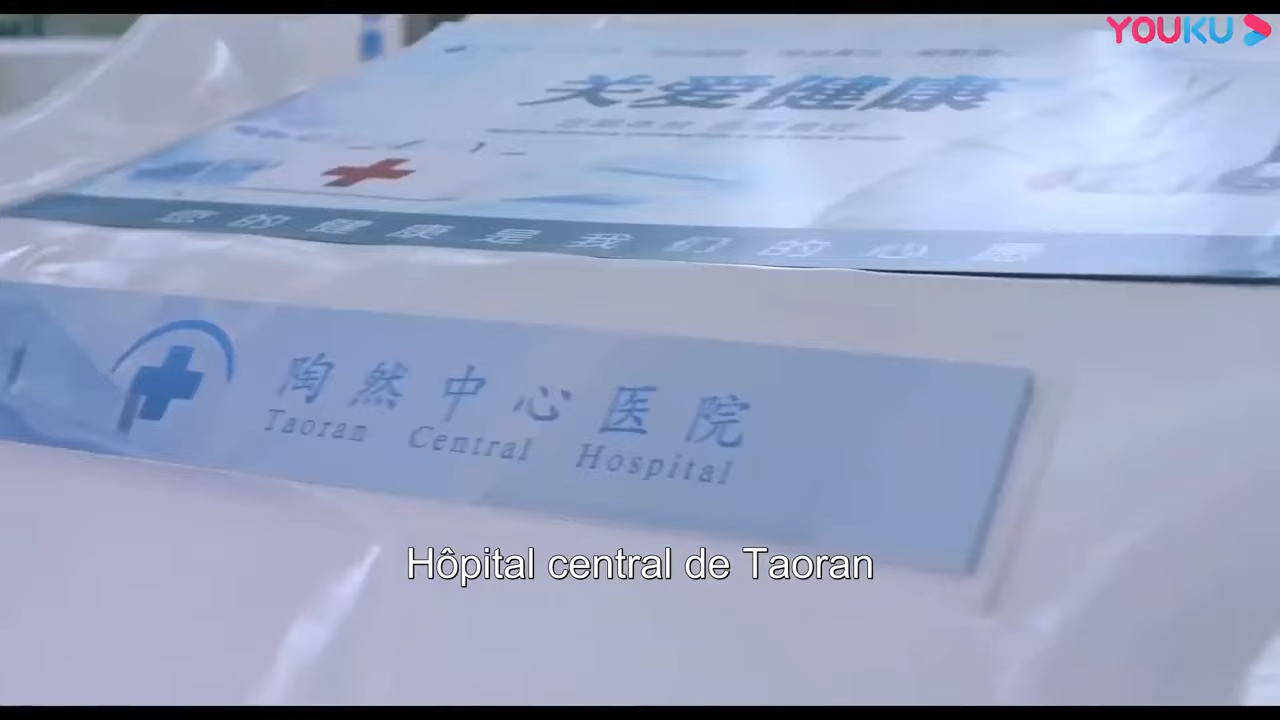 YOUKU
关爱健康
您的健康是我们的心愿
陶然中心医院
Taoran Central Hospital
Hôpital central de Taoran